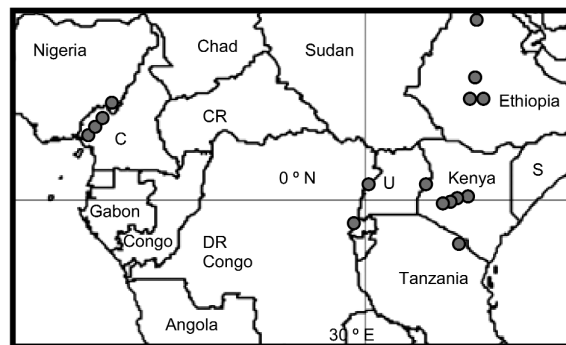 Nigeria
Chad
Sudan
Ethiopia
C
CR
0 º N
U
Kenya
S
Gabon
Congo
DR
Congo
Tanzania
Angola
30 º E